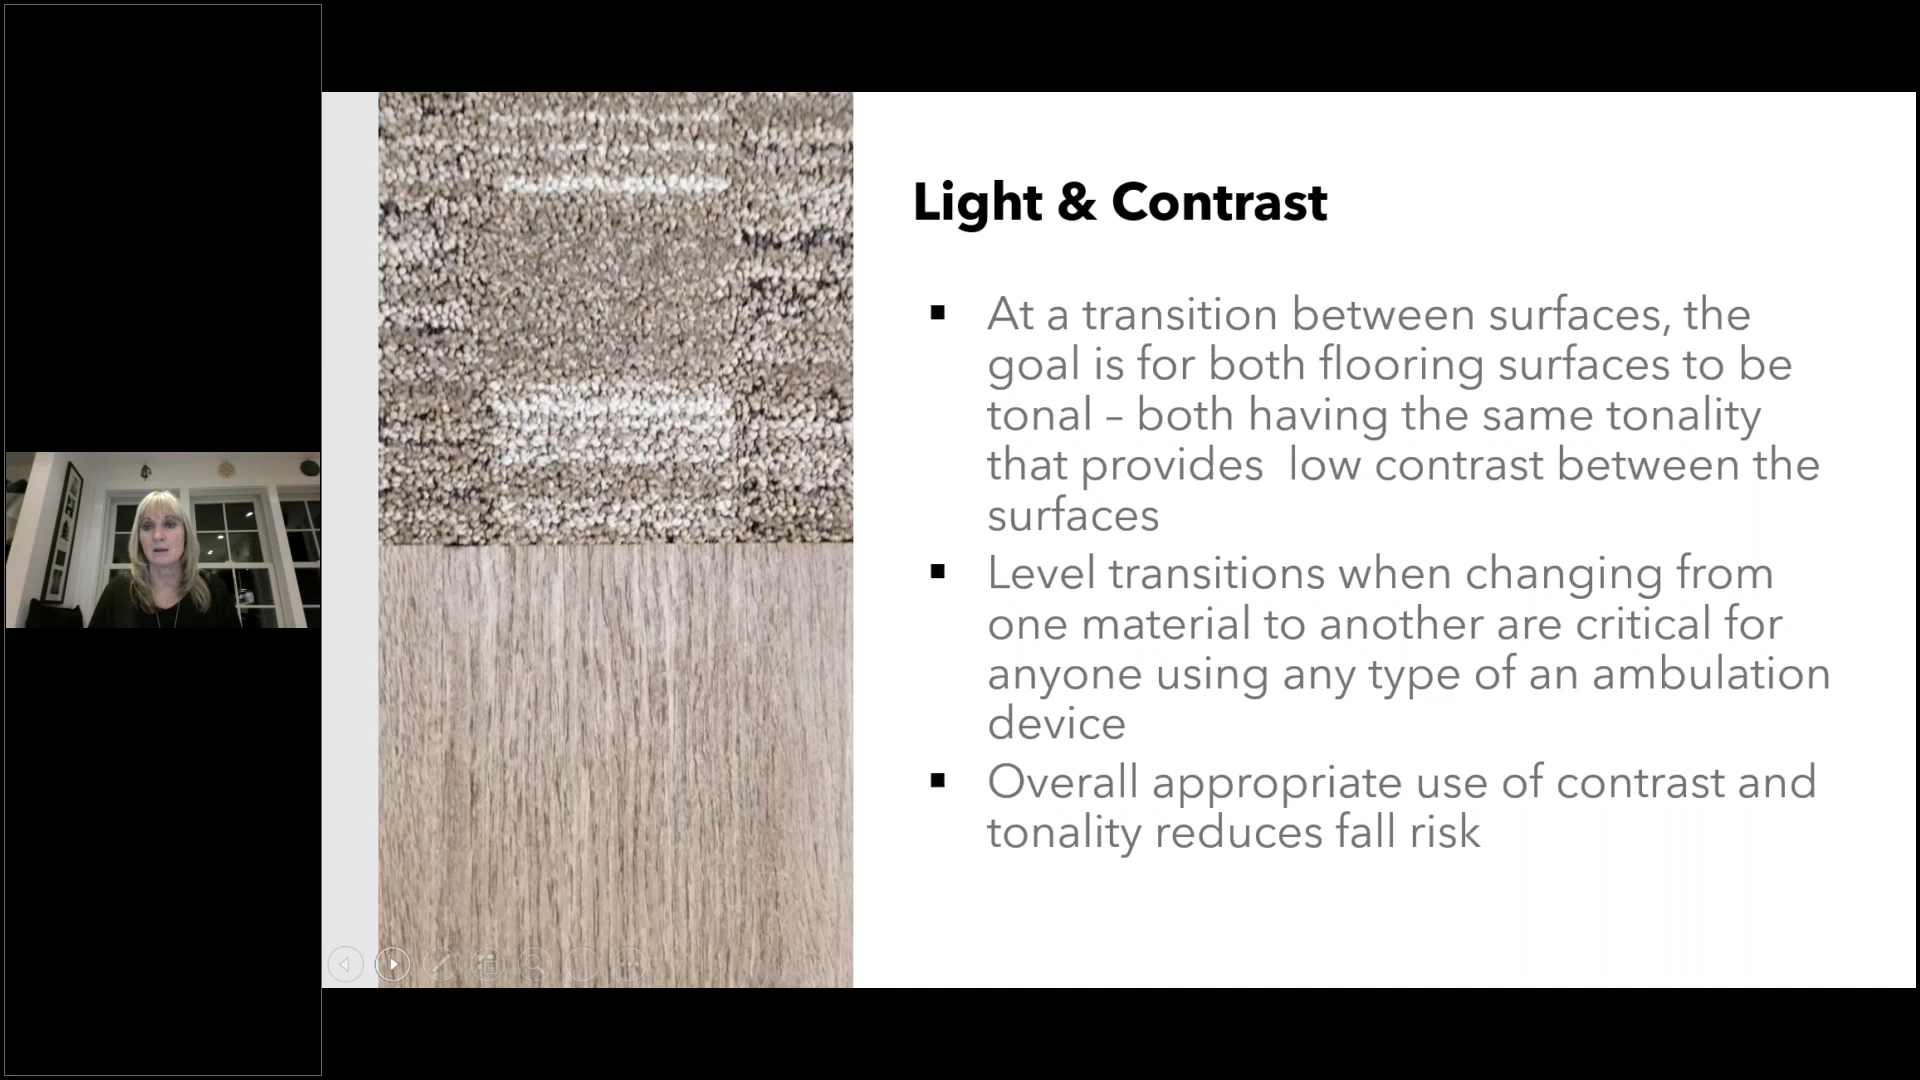 Light & Contrast
▪ At a transition between surfaces, the
goal is for both flooring surfaces to be
tonal – both having the same tonality
that provides  low contrast between the
surfaces
▪ Level transitions when changing from
one material to another are critical for
anyone using any type of an ambulation
device
▪ Overall appropriate use of contrast and
tonality reduces fall risk